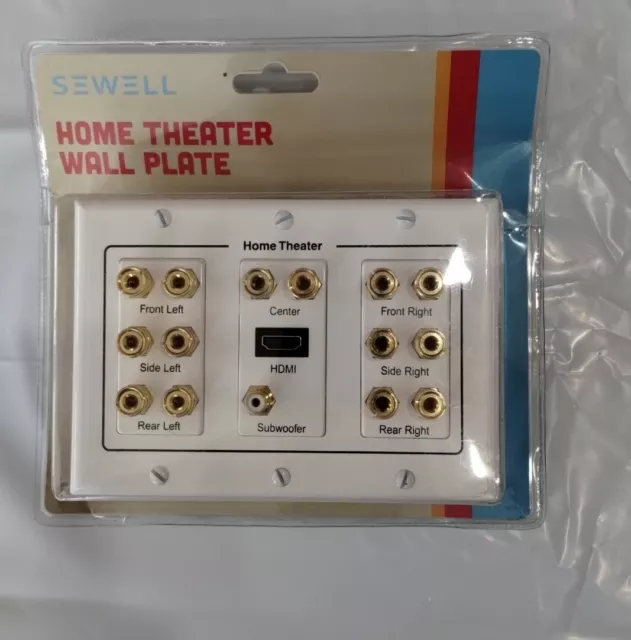 SEWELL
HOME THEATER
WALL PLATE
Home Theater
Front Left
Center
Front Right
Side Left
HDMI
Side Right
Rear Left
Subwoofer
Rear Right